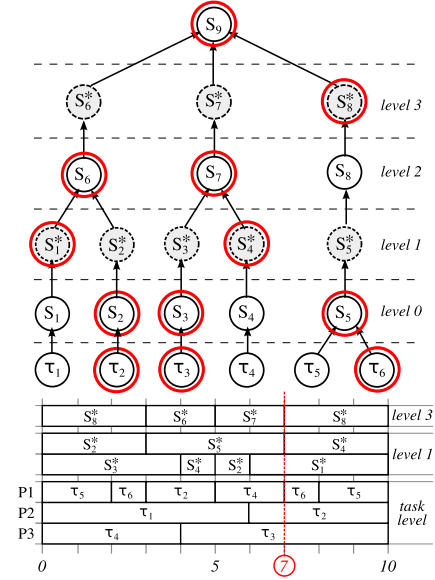 S₉
S₆* S₇* S₈* level 3
S₆ S₇ S₈ level 2
S₁* S₂* S₃* S₄* S₅* level 1
S₁ S₂ S₃ S₄ S₅ level 0
τ₁ τ₂ τ₃ τ₄ τ₅ τ₆
S₈* S₆* S₇* S₈* level 3
S₂* S₅* S₄*
level 1
S₃* S₄* S₂* S₁*
P1 τ₅ τ₆ τ₂ τ₄ τ₆ τ₅
P2 τ₁ τ₂ task
level
P3 τ₄ τ₃
0 5 7 10